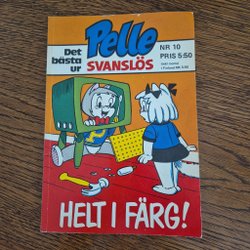 Det
bästa
ur
Pelle
SVANSLÖS
NR 10
PRIS 5:50
HELT I FÄRG!